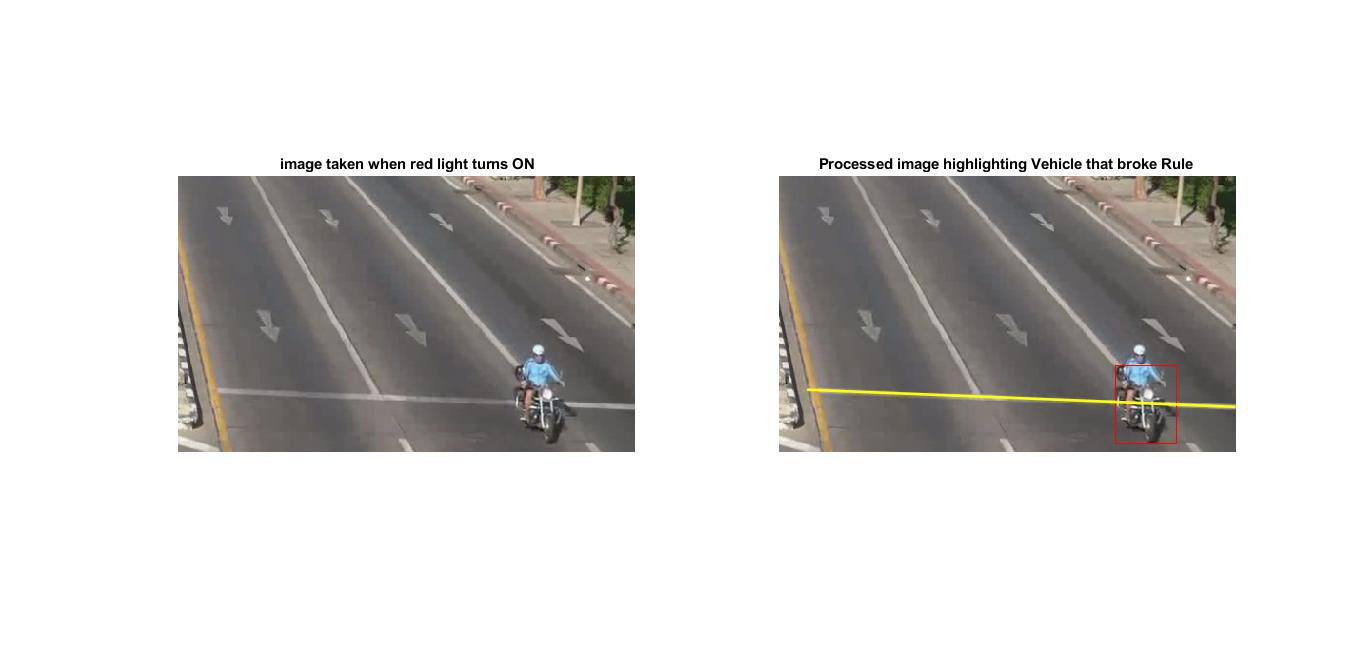 image taken when red light turns ON
Processed image highlighting Vehicle that broke Rule